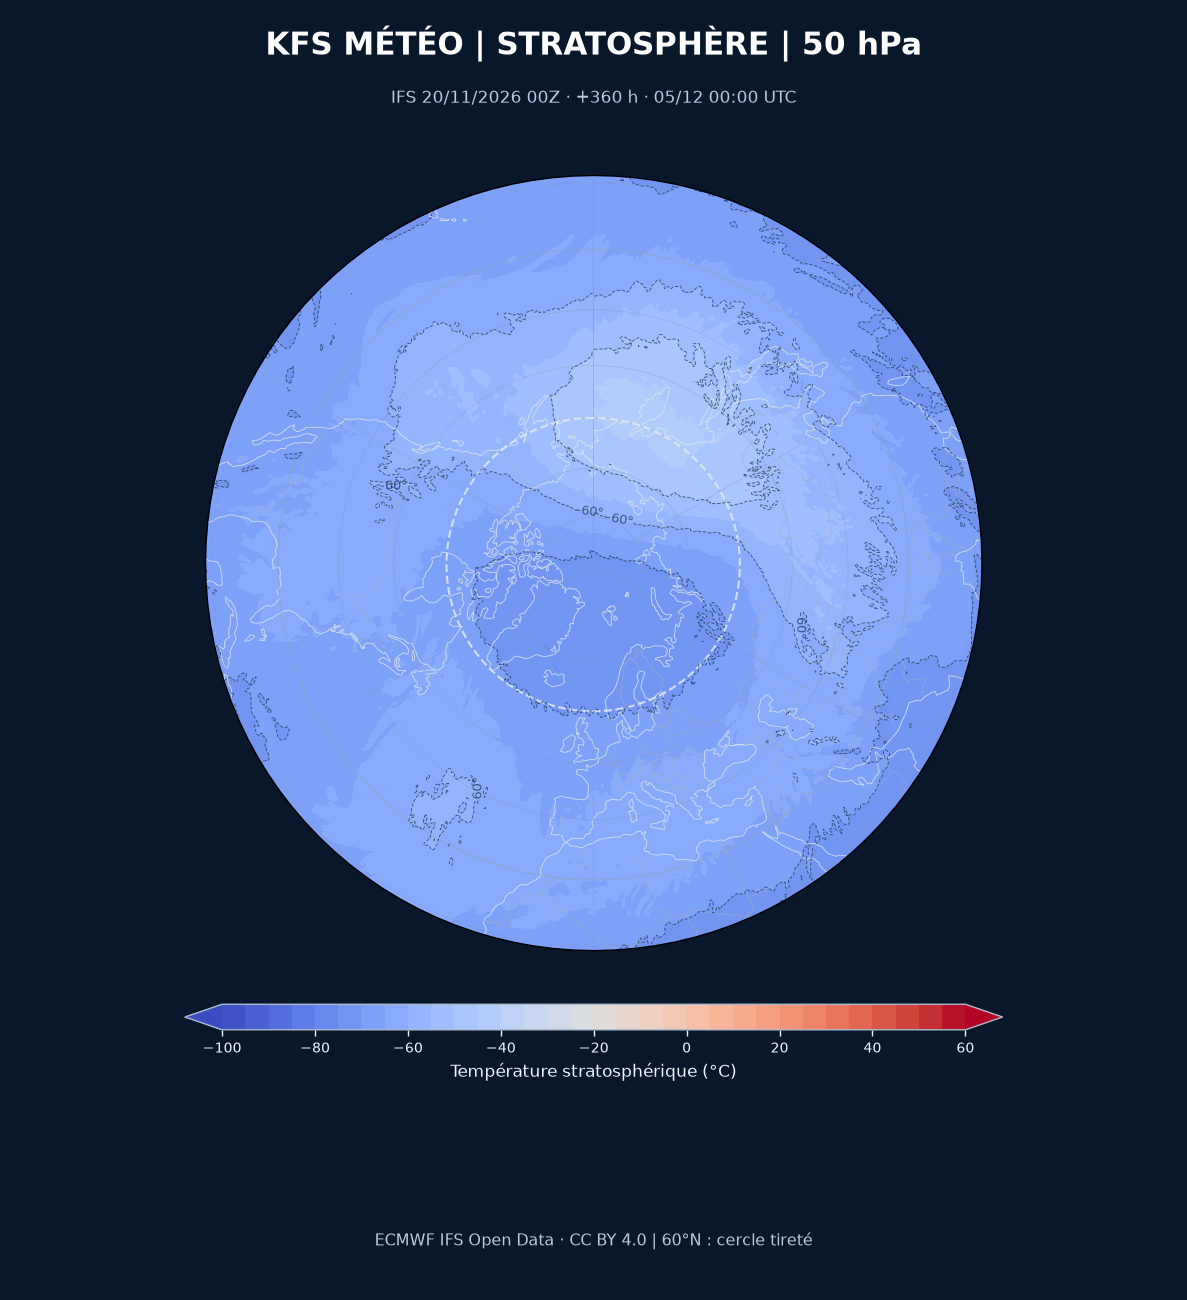 KFS MÉTÉO | STRATOSPHÈRE | 50 hPa
IFS 20/11/2026 00Z · +360 h · 05/12 00:00 UTC
60°
-60°
-60°
-60°
60°
−100 −80 −60 −40 −20 0 20 40 60
Température stratosphérique (°C)
ECMWF IFS Open Data · CC BY 4.0 | 60°N : cercle tireté